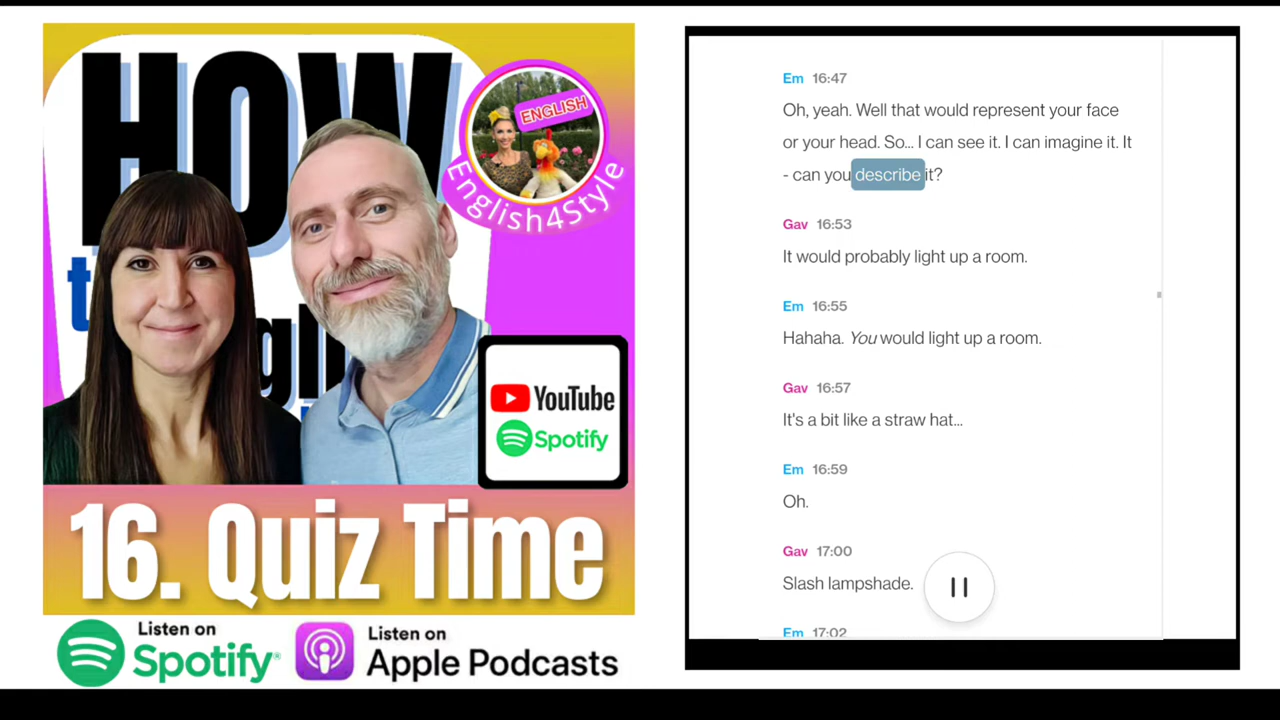 HOW
t
gl
ENGLISH
English4Style
YouTube
Spotify
16. Quiz Time
Listen on
Spotify
Listen on
Apple Podcasts
Em 16:47
Oh, yeah. Well that would represent your face
or your head. So... I can see it. I can imagine it. It
- can you describe it?
Gav 16:53
It would probably light up a room.
Em 16:55
Hahaha. You would light up a room.
Gav 16:57
It's a bit like a straw hat...
Em 16:59
Oh.
Gav 17:00
Slash lampshade.
Em 17:02